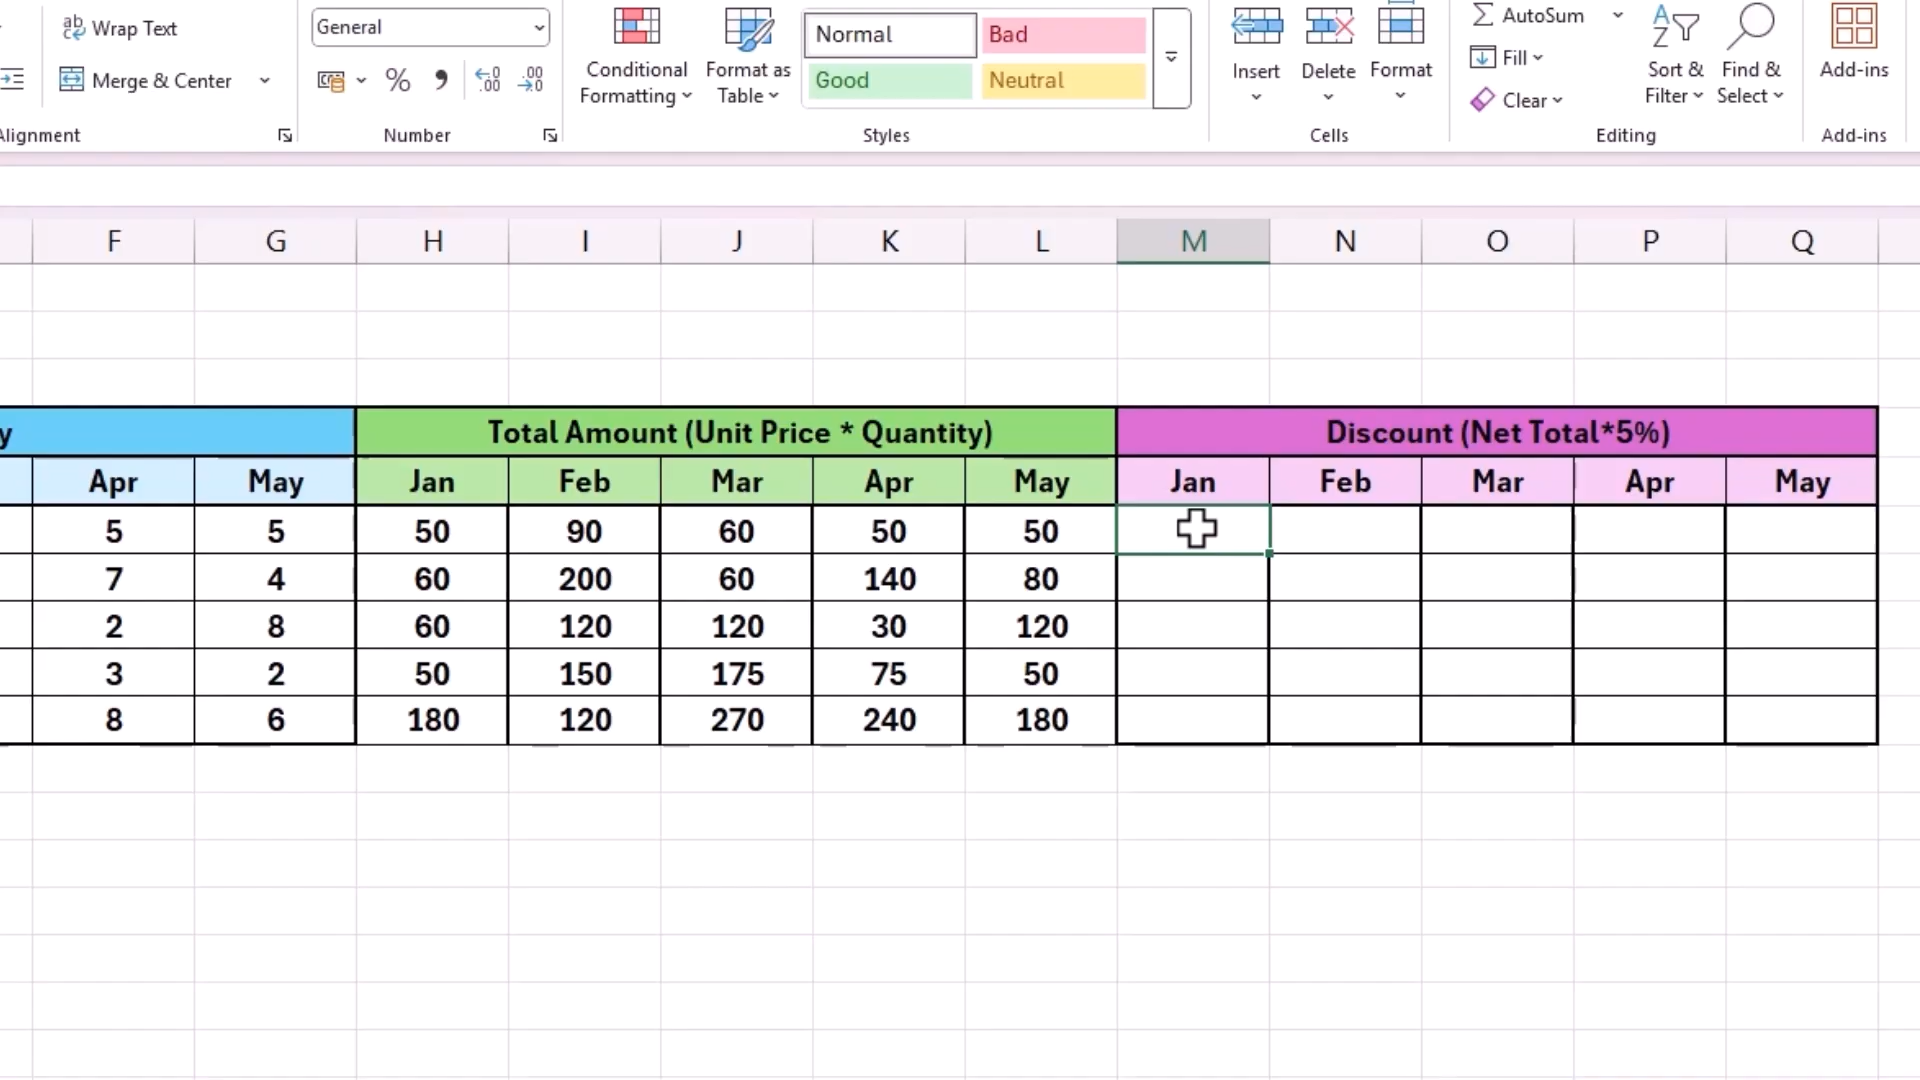 Wrap Text
General
AutoSum
Normal
Bad
Fill
Conditional Formatting
Format as Table
Insert
Delete
Format
Sort & Filter
Find & Select
Add-ins
Merge & Center
%
Good
Neutral
Clear
Alignment
Number
Styles
Cells
Editing
Add-ins
F G H I J K L M N O P Q
y Total Amount (Unit Price * Quantity) Discount (Net Total*5%)
Apr May Jan Feb Mar Apr May Jan Feb Mar Apr May
5 5 50 90 60 50 50
7 4 60 200 60 140 80
2 8 60 120 120 30 120
3 2 50 150 175 75 50
8 6 180 120 270 240 180